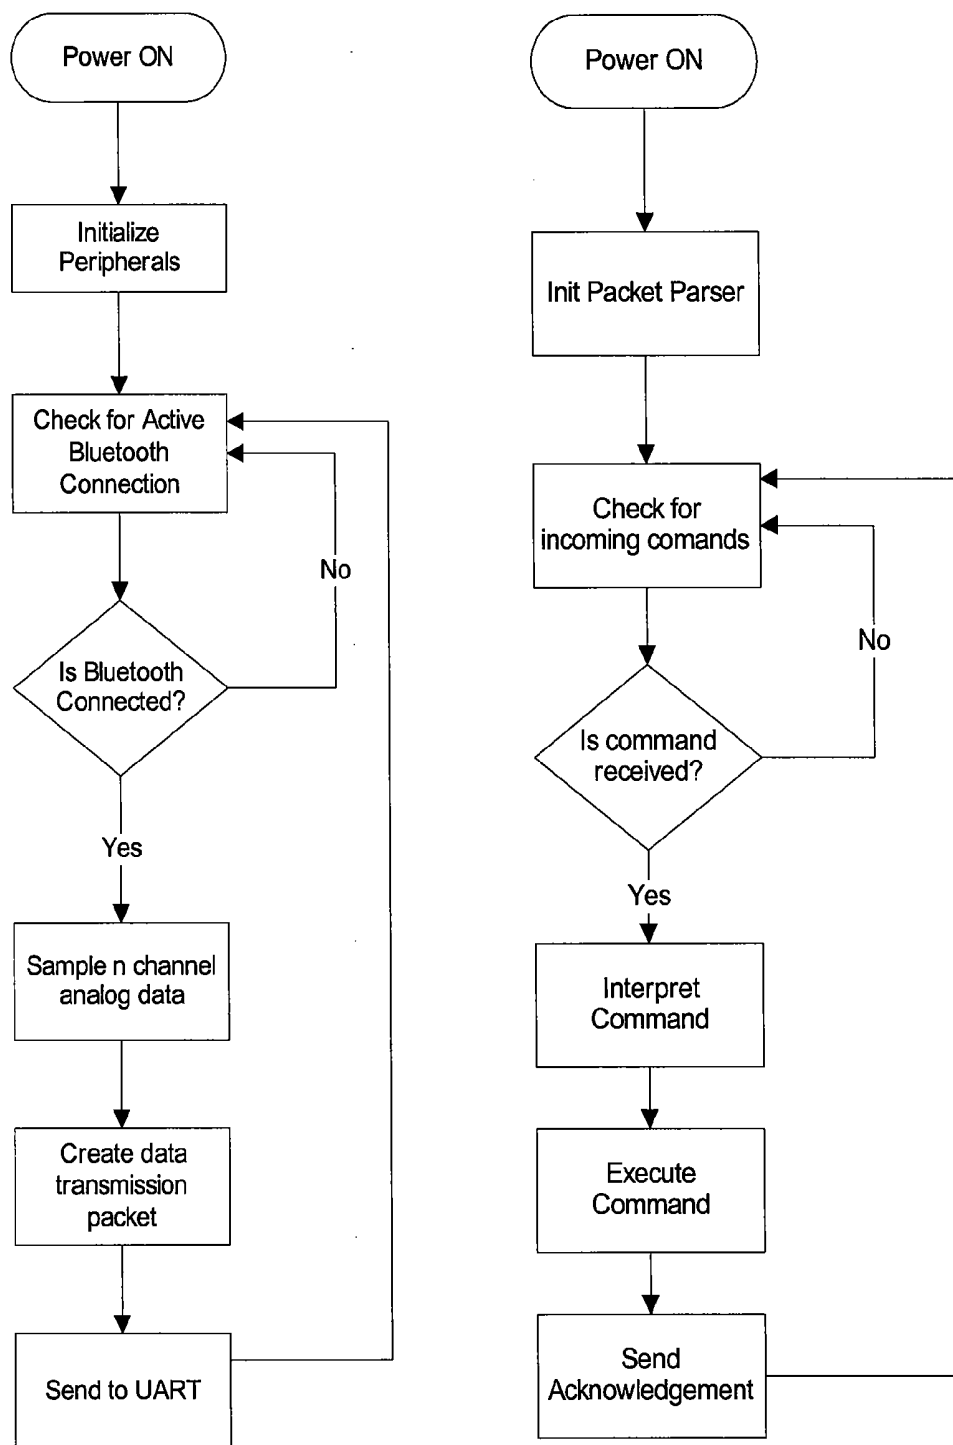 Power ON
Initialize
Peripherals
Check for Active
Bluetooth
Connection
No
Is Bluetooth
Connected?
Yes
Sample n channel
analog data
Create data
transmission
packet
Send to UART
Power ON
Init Packet Parser
Check for
incoming comands
No
Is command
received?
Yes
Interpret
Command
Execute
Command
Send
Acknowledgement